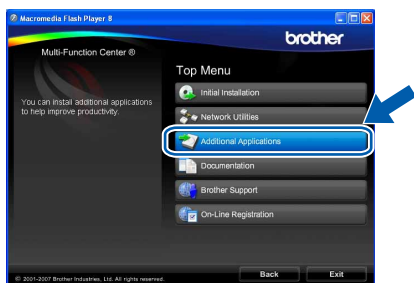 Macromedia Flash Player 8
brother
Multi-Function Center ®
Top Menu
Initial Installation
You can install additional applications
to help improve productivity.
Network Utilities
Additional Applications
Documentation
Brother Support
On-Line Registration
© 2001-2007 Brother Industries, Ltd. All rights reserved.
Back
Exit